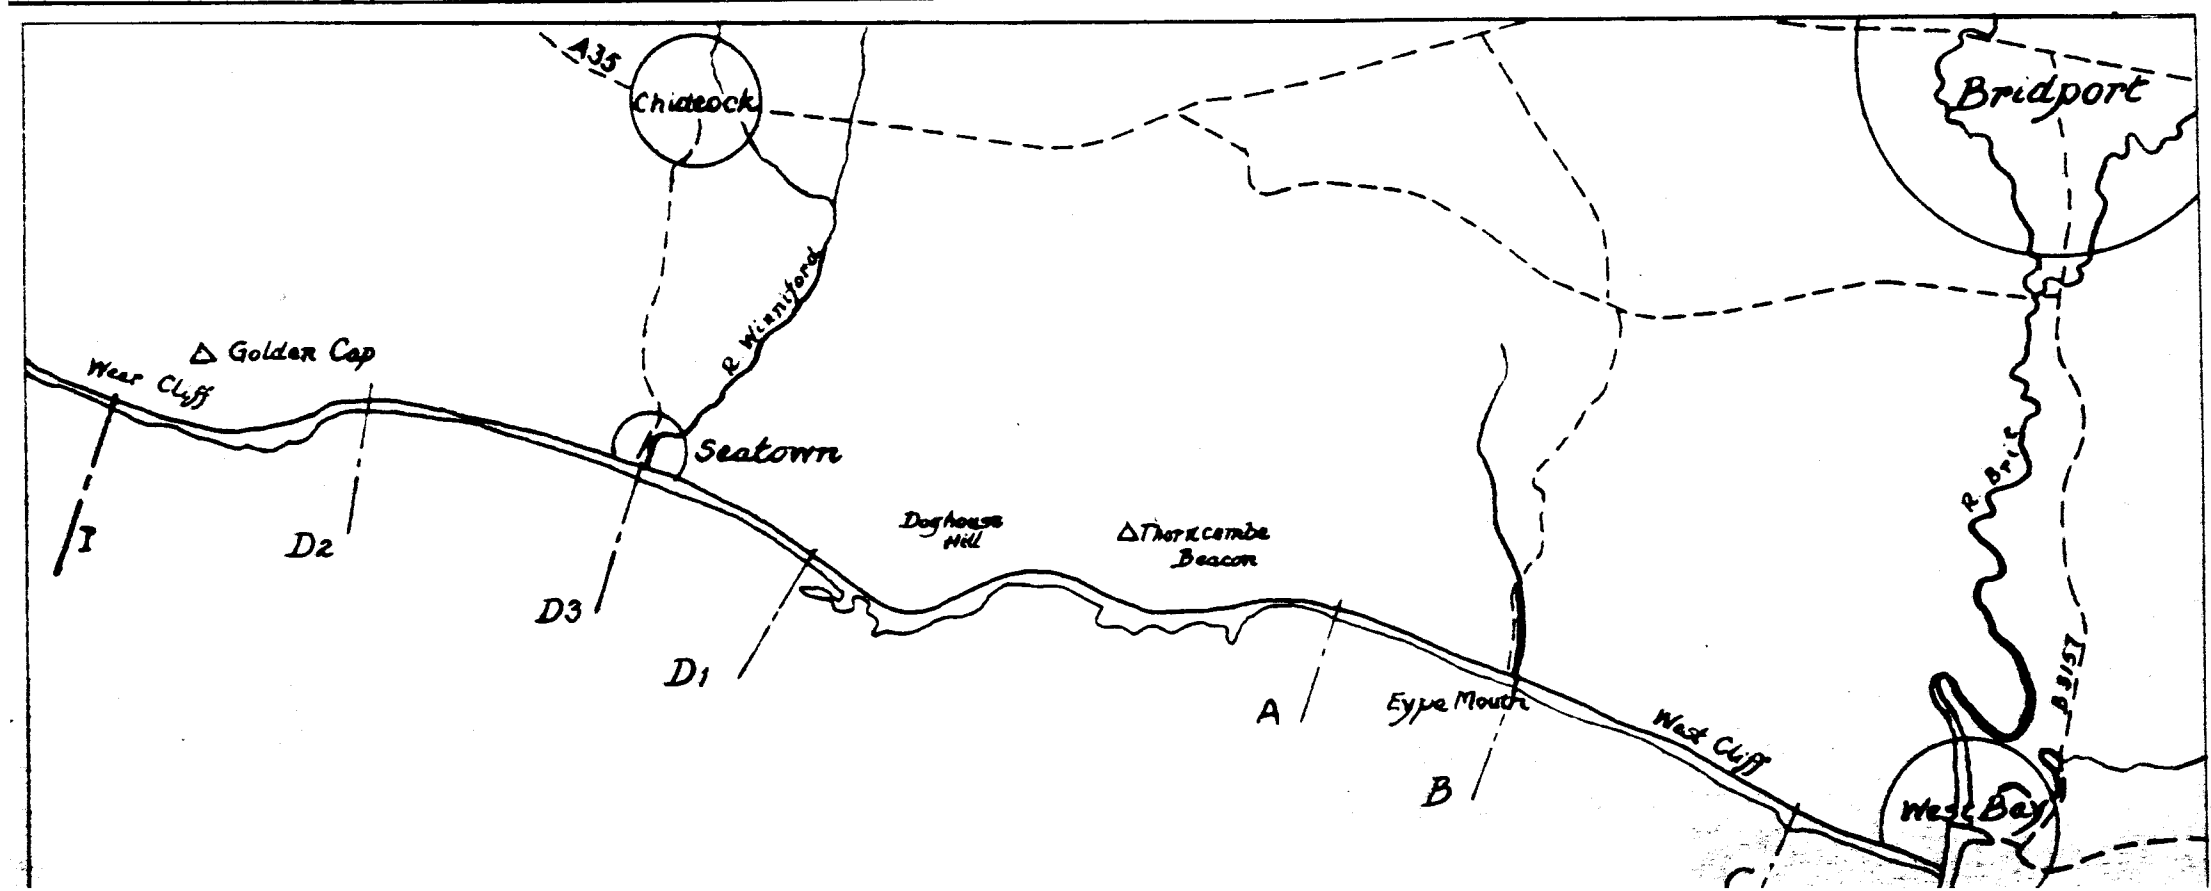 A35
Chideock
Bridport
R Winniford
Golden Cap
Wear Cliff
Seatown
R. Brit
Doghouse
Hill
Thorncombe
Beacon
I
D2
D3
D1
A
Eype Mouth
B
West Cliff
B3157
West Bay
C